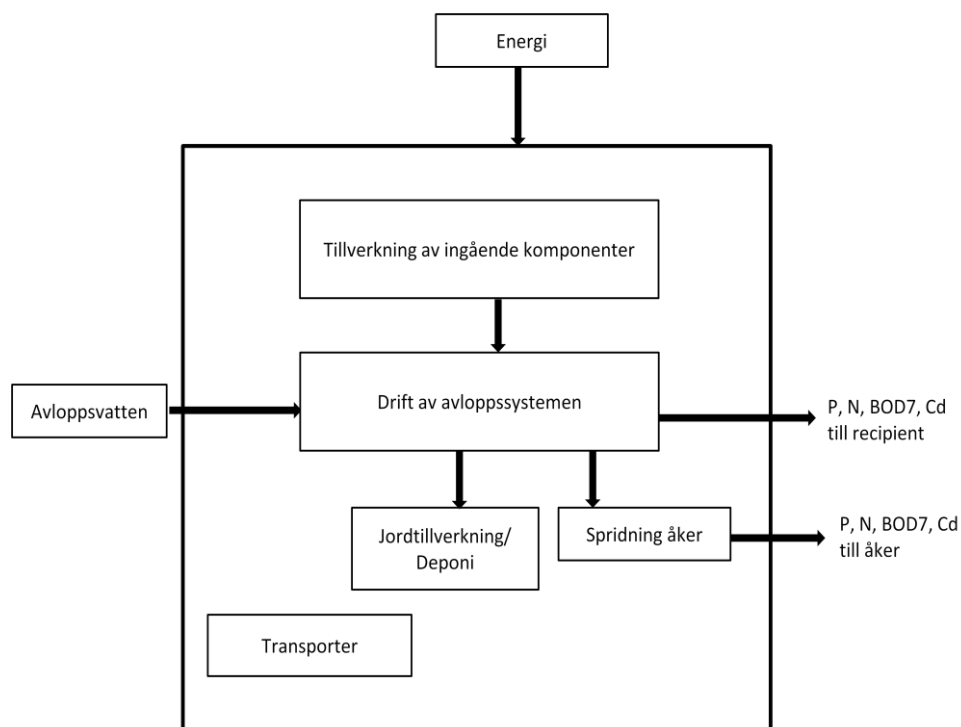 Energi
Tillverkning av ingående komponenter
Avloppsvatten
Drift av avloppssystemen
P, N, BOD7, Cd
till recipient
Jordtillverkning/
Deponi
Spridning åker
P, N, BOD7, Cd
till åker
Transporter